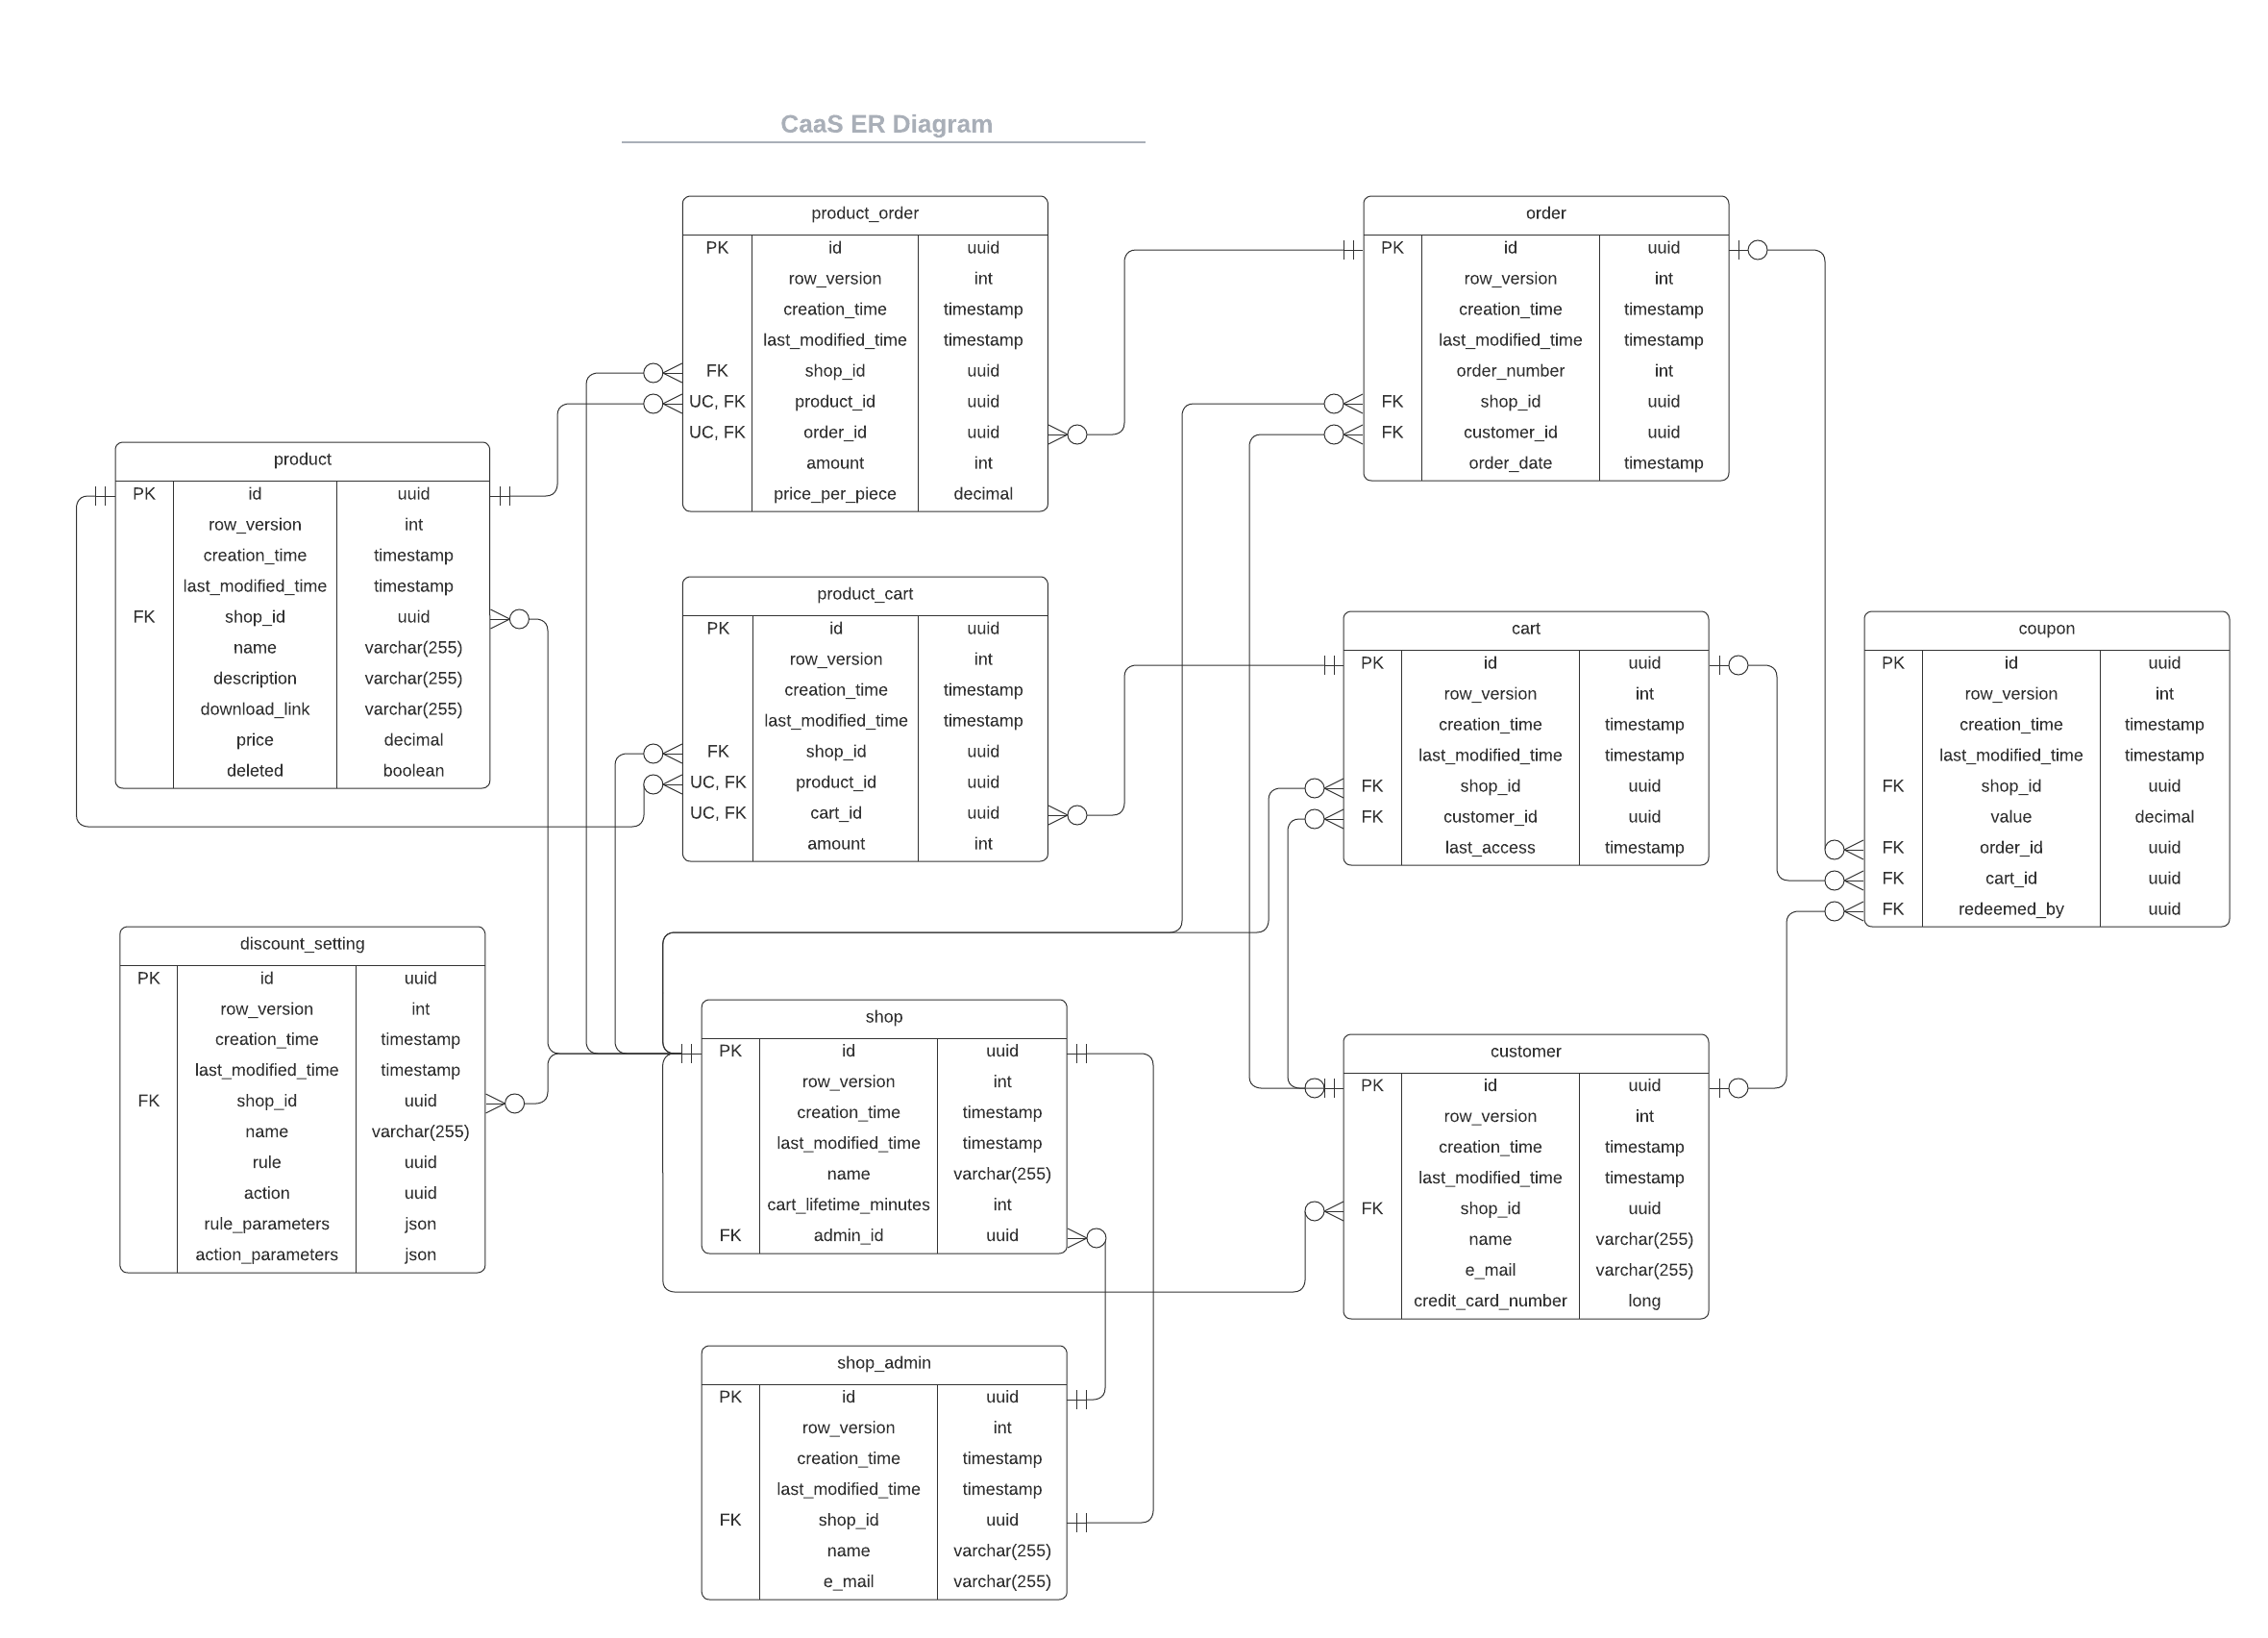 CaaS ER Diagram
product_order
PK id uuid
row_version int
creation_time timestamp
last_modified_time timestamp
FK shop_id uuid
UC, FK product_id uuid
UC, FK order_id uuid
amount int
price_per_piece decimal
order
PK id uuid
row_version int
creation_time timestamp
last_modified_time timestamp
order_number int
FK shop_id uuid
FK customer_id uuid
order_date timestamp
product
PK id uuid
row_version int
creation_time timestamp
last_modified_time timestamp
FK shop_id uuid
name varchar(255)
description varchar(255)
download_link varchar(255)
price decimal
deleted boolean
product_cart
PK id uuid
row_version int
creation_time timestamp
last_modified_time timestamp
FK shop_id uuid
UC, FK product_id uuid
UC, FK cart_id uuid
amount int
cart
PK id uuid
row_version int
creation_time timestamp
last_modified_time timestamp
FK shop_id uuid
FK customer_id uuid
last_access timestamp
coupon
PK id uuid
row_version int
creation_time timestamp
last_modified_time timestamp
FK shop_id uuid
value decimal
FK order_id uuid
FK cart_id uuid
FK redeemed_by uuid
discount_setting
PK id uuid
row_version int
creation_time timestamp
last_modified_time timestamp
FK shop_id uuid
name varchar(255)
rule uuid
action uuid
rule_parameters json
action_parameters json
shop
PK id uuid
row_version int
creation_time timestamp
last_modified_time timestamp
name varchar(255)
cart_lifetime_minutes int
FK admin_id uuid
customer
PK id uuid
row_version int
creation_time timestamp
last_modified_time timestamp
FK shop_id uuid
name varchar(255)
e_mail varchar(255)
credit_card_number long
shop_admin
PK id uuid
row_version int
creation_time timestamp
last_modified_time timestamp
FK shop_id uuid
name varchar(255)
e_mail varchar(255)